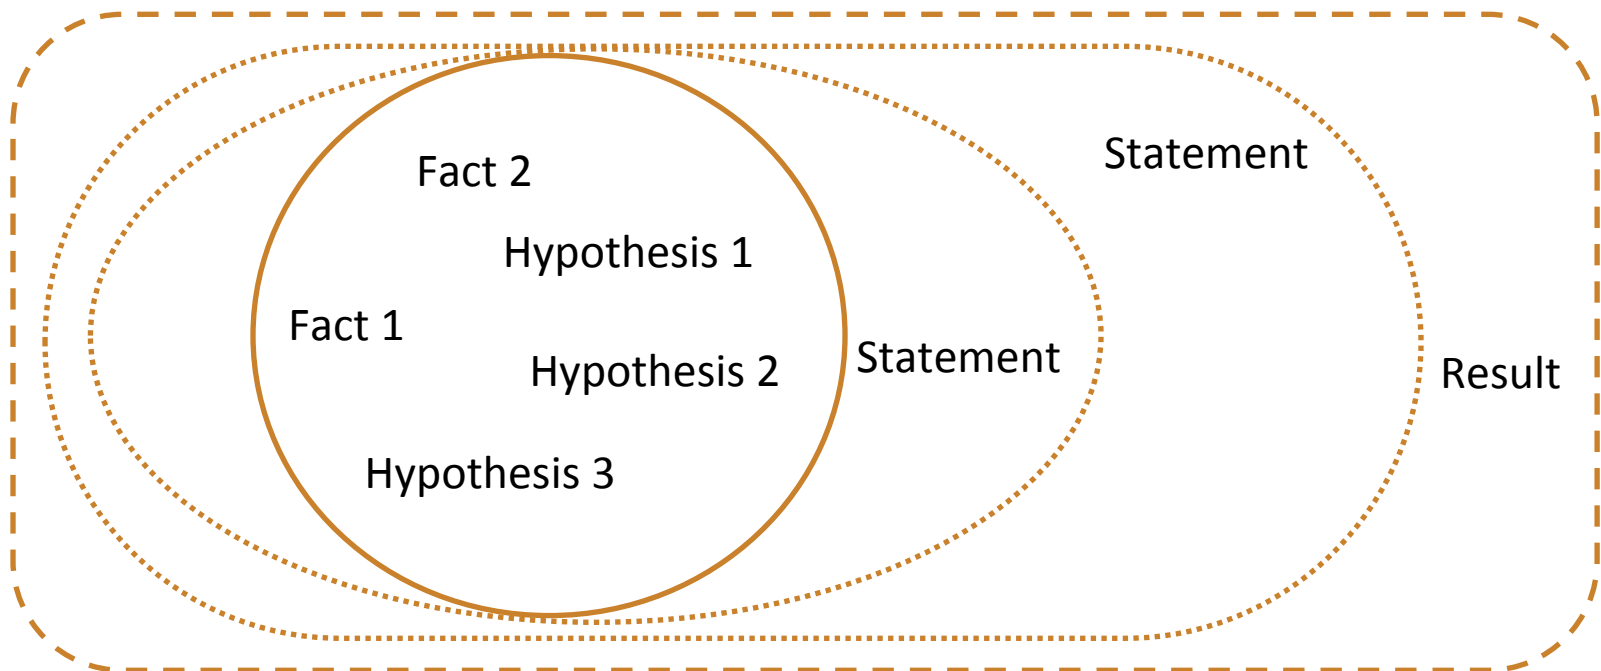 Fact 2
Hypothesis 1
Fact 1
Hypothesis 2
Hypothesis 3
Statement
Statement
Result